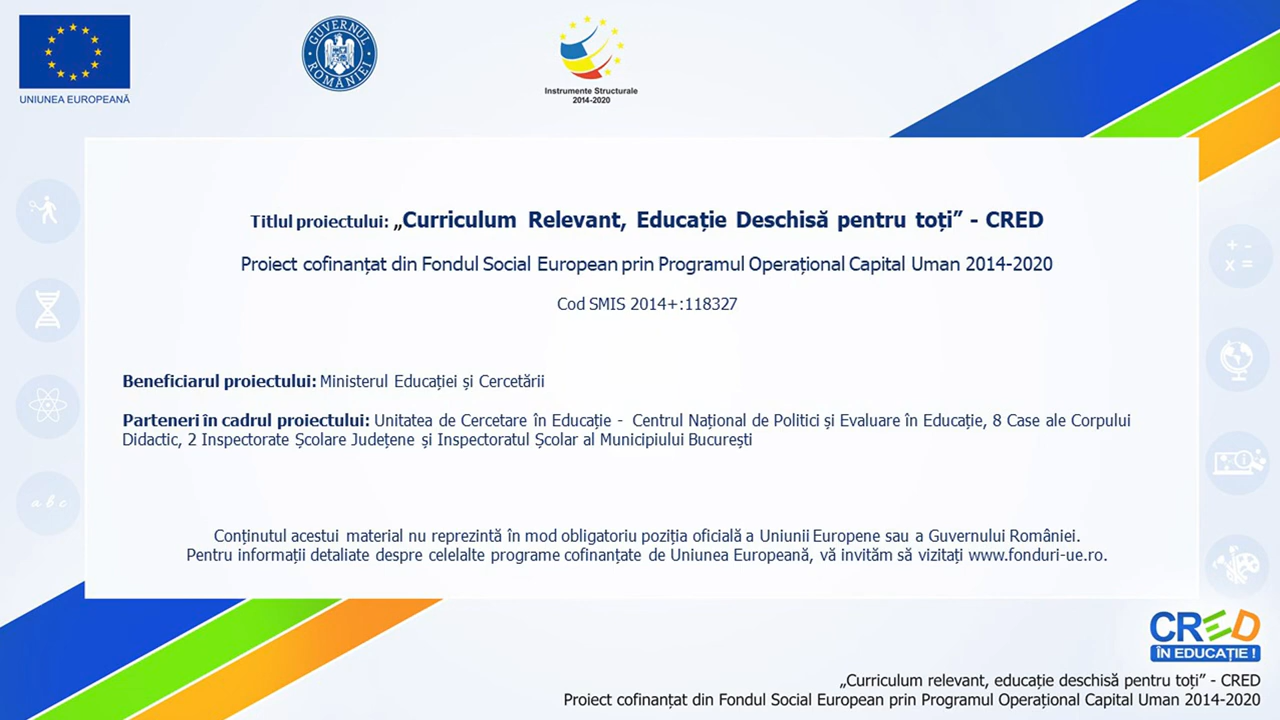 UNIUNEA EUROPEANĂ
GUVERNUL ROMÂNIEI
Instrumente Structurale
2014-2020
Titlul proiectului: „Curriculum Relevant, Educație Deschisă pentru toți” - CRED
Proiect cofinanțat din Fondul Social European prin Programul Operațional Capital Uman 2014-2020
Cod SMIS 2014+:118327
Beneficiarul proiectului: Ministerul Educației și Cercetării
Parteneri în cadrul proiectului: Unitatea de Cercetare în Educație - Centrul Național de Politici și Evaluare în Educație, 8 Case ale Corpului
Didactic, 2 Inspectorate Școlare Județene și Inspectoratul Școlar al Municipiului București
a b c
Conținutul acestui material nu reprezintă în mod obligatoriu poziția oficială a Uniunii Europene sau a Guvernului României.
Pentru informații detaliate despre celelalte programe cofinanțate de Uniunea Europeană, vă invităm să vizitați www.fonduri-ue.ro.
CRED
ÎN EDUCAȚIE !
„Curriculum relevant, educație deschisă pentru toți” - CRED
Proiect cofinanțat din Fondul Social European prin Programul Operațional Capital Uman 2014-2020